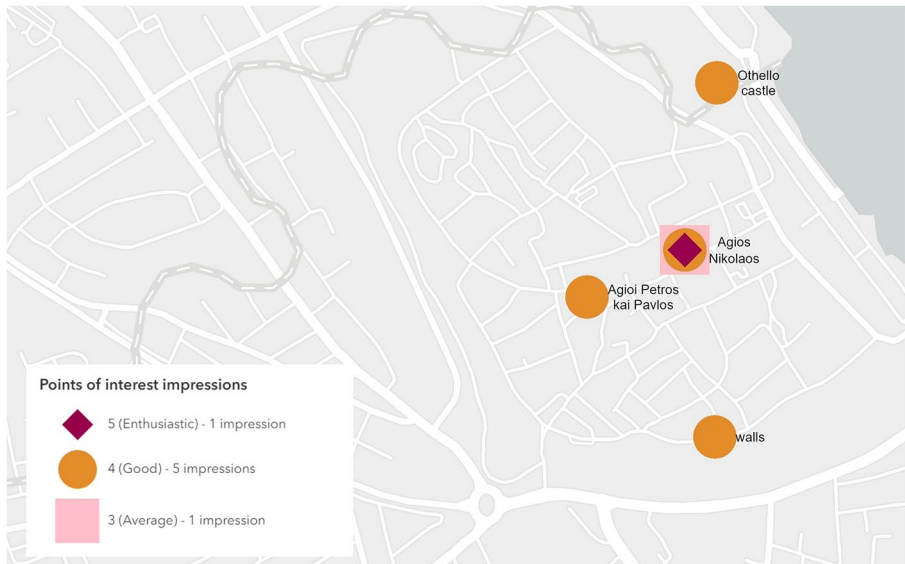 Othello
castle
Agios
Nikolaos
Agioi Petros
kai Pavlos
walls
Points of interest impressions
5 (Enthusiastic) - 1 impression
4 (Good) - 5 impressions
3 (Average) - 1 impression